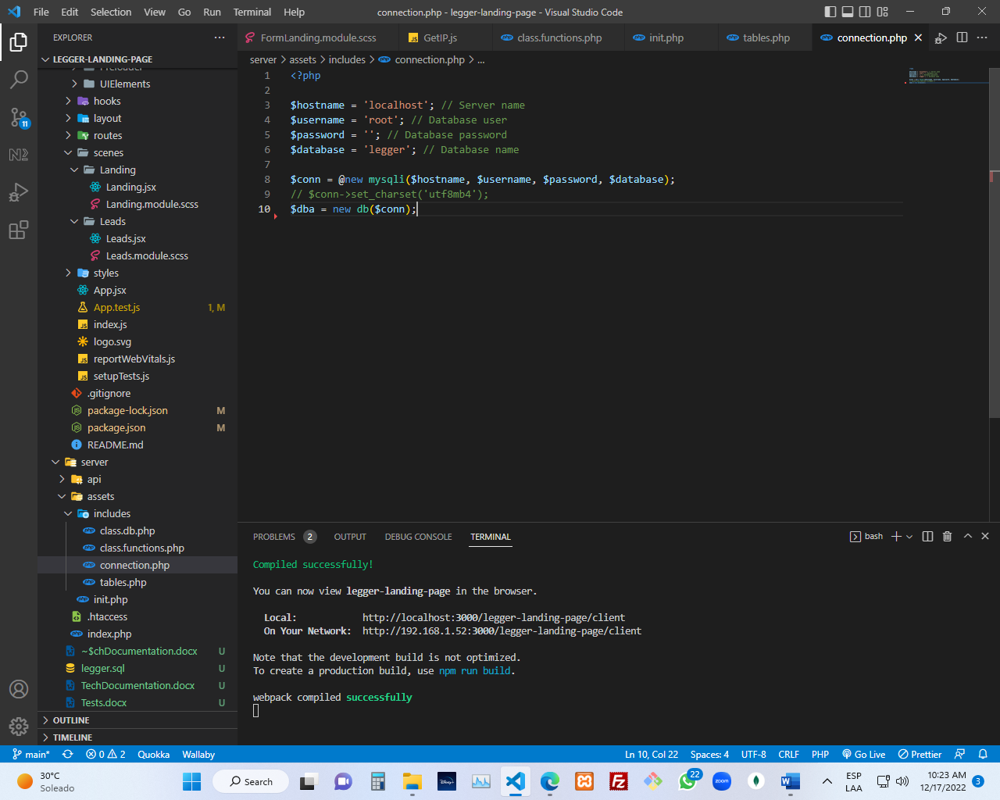 File Edit Selection View Go Run Terminal Help connection.php - legger-landing-page - Visual Studio Code
EXPLORER
LEGGER-LANDING-PAGE
UIElements
hooks
layout
routes
scenes
Landing
Landing.jsx
Landing.module.scss
Leads
Leads.jsx
Leads.module.scss
styles
App.jsx
App.test.js 1, M
index.js
logo.svg
reportWebVitals.js
setupTests.js
.gitignore
package-lock.json M
package.json M
README.md
server
api
assets
includes
class.db.php
class.functions.php
connection.php
tables.php
init.php
.htaccess
index.php
~$chDocumentation.docx U
legger.sql U
TechDocumentation.docx U
Tests.docx U
OUTLINE
TIMELINE
11
FormLanding.module.scss GetIP.js class.functions.php init.php tables.php connection.php
server > assets > includes > connection.php > ...
1 <?php
2
3 $hostname = 'localhost'; // Server name
4 $username = 'root'; // Database user
5 $password = ''; // Database password
6 $database = 'legger'; // Database name
7
8 $conn = @new mysqli($hostname, $username, $password, $database);
9 // $conn->set_charset('utf8mb4');
10 $dba = new db($conn);
PROBLEMS 2 OUTPUT DEBUG CONSOLE TERMINAL bash
Compiled successfully!
You can now view legger-landing-page in the browser.
Local: http://localhost:3000/legger-landing-page/client
On Your Network: http://192.168.1.52:3000/legger-landing-page/client
Note that the development build is not optimized.
To create a production build, use npm run build.
webpack compiled successfully
main* 0 2 Quokka Wallaby Ln 10, Col 22 Spaces: 4 UTF-8 CRLF PHP Go Live Prettier
30°C
Soleado
Search
Disney+
22
zoom
ESP
LAA
10:23 AM
12/17/2022
3